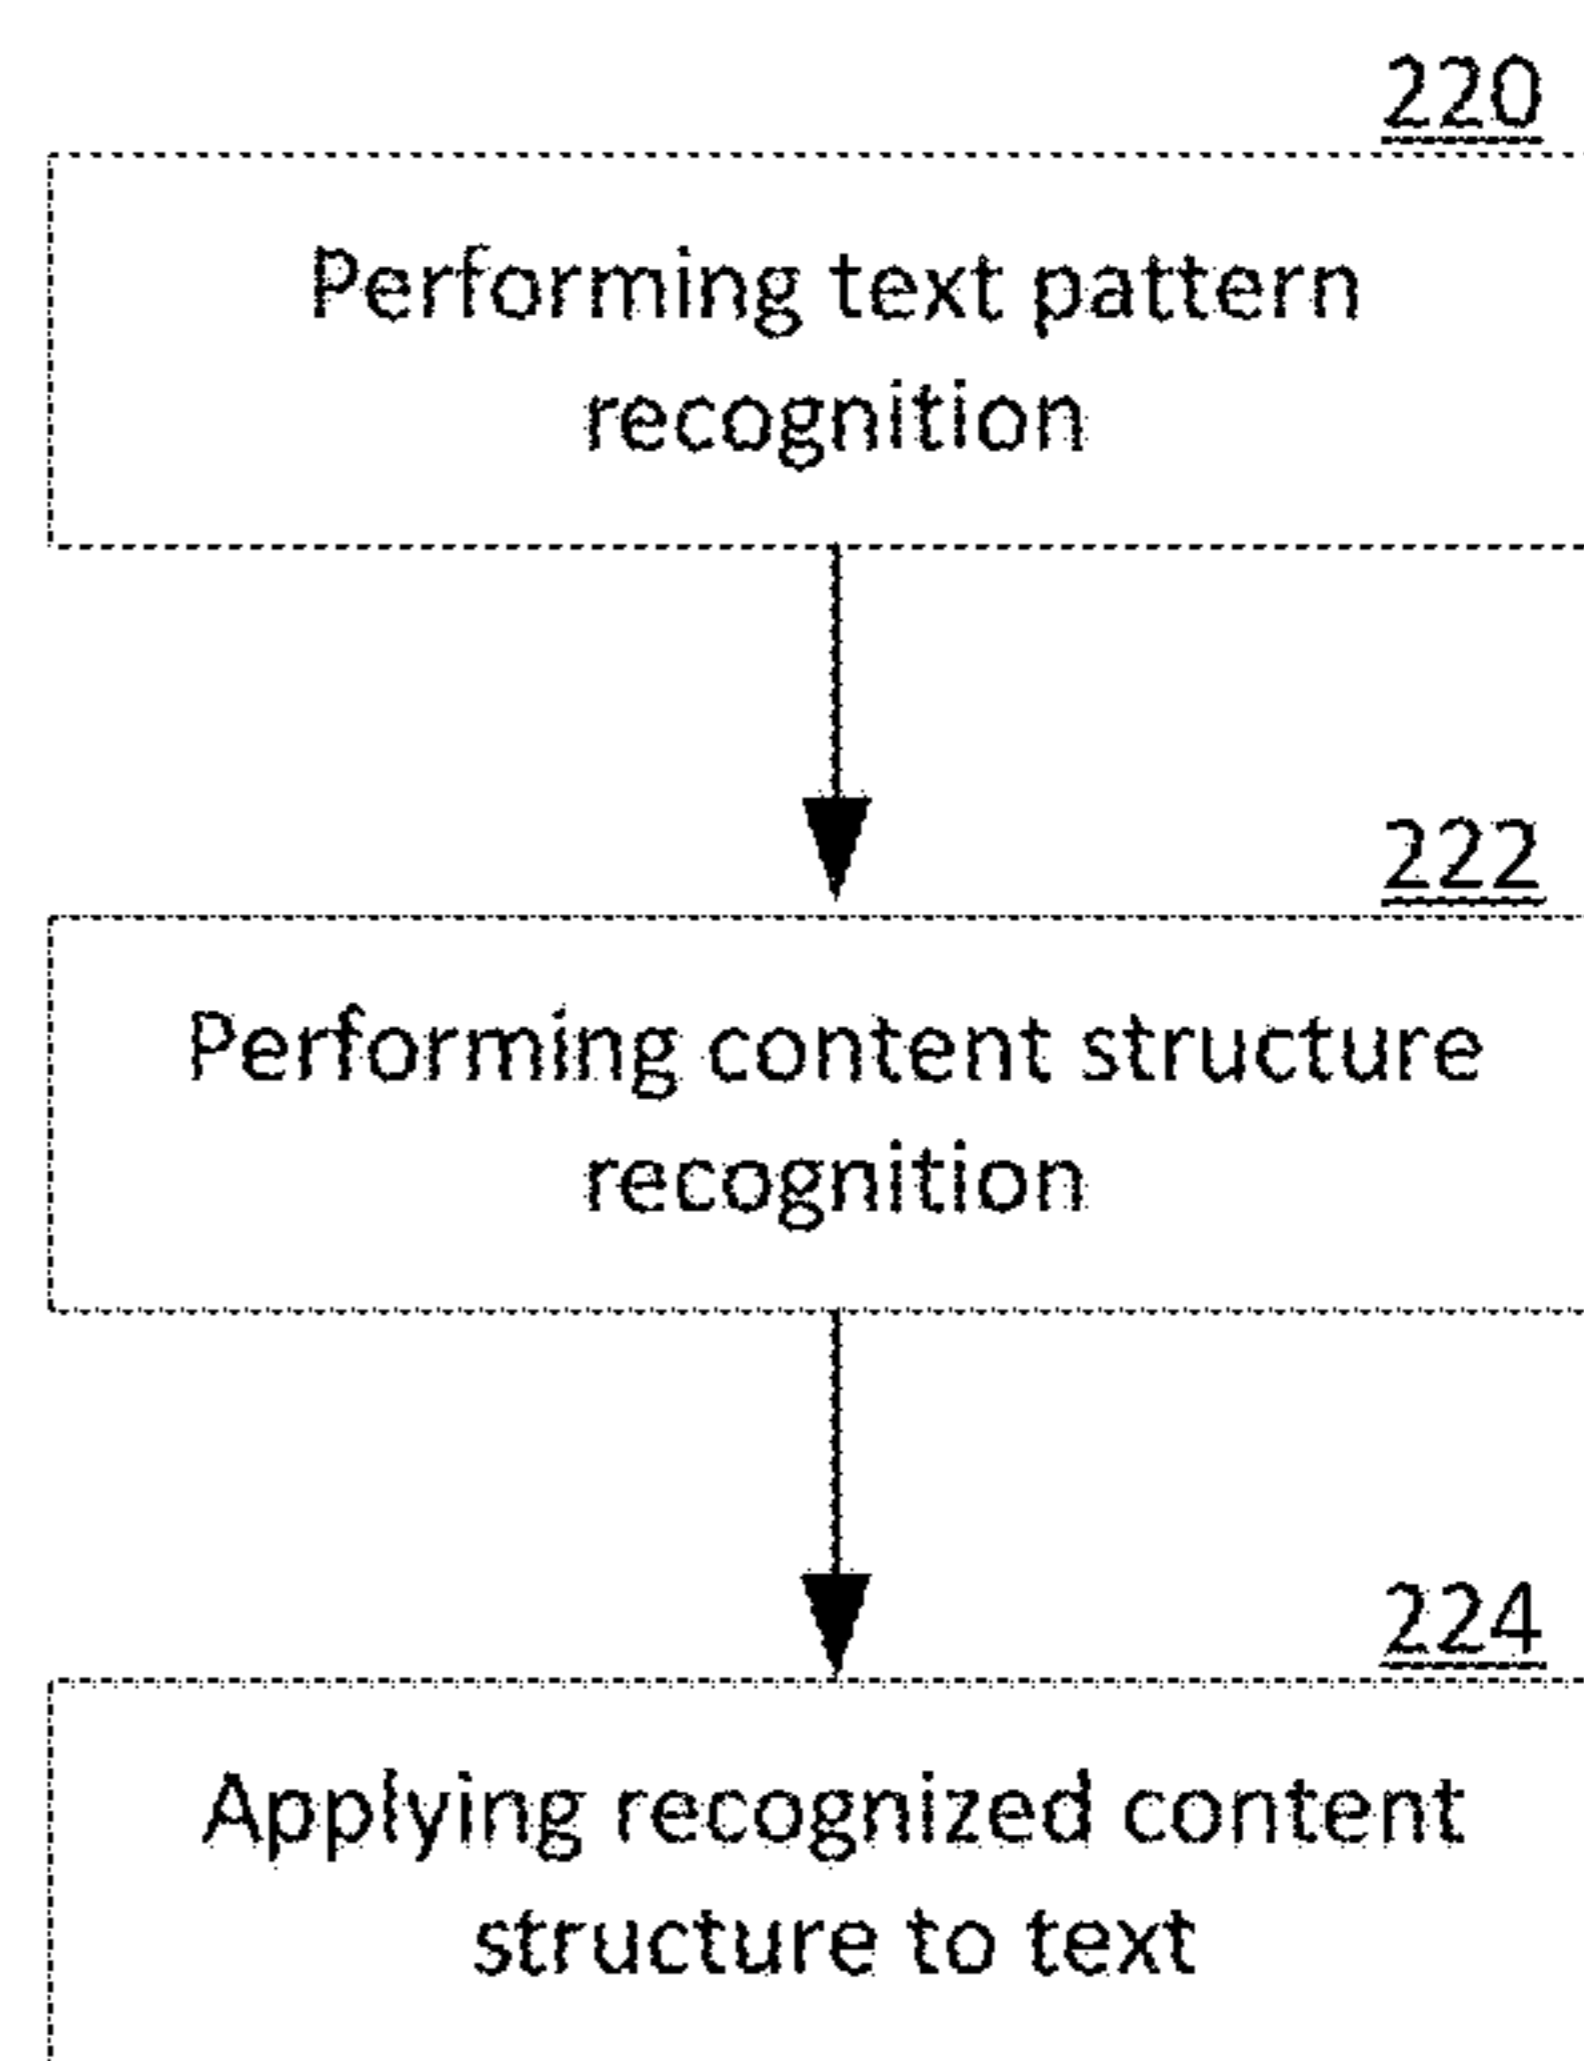 220
Performing text pattern
recognition
222
Performing content structure
recognition
224
Applying recognized content
structure to text